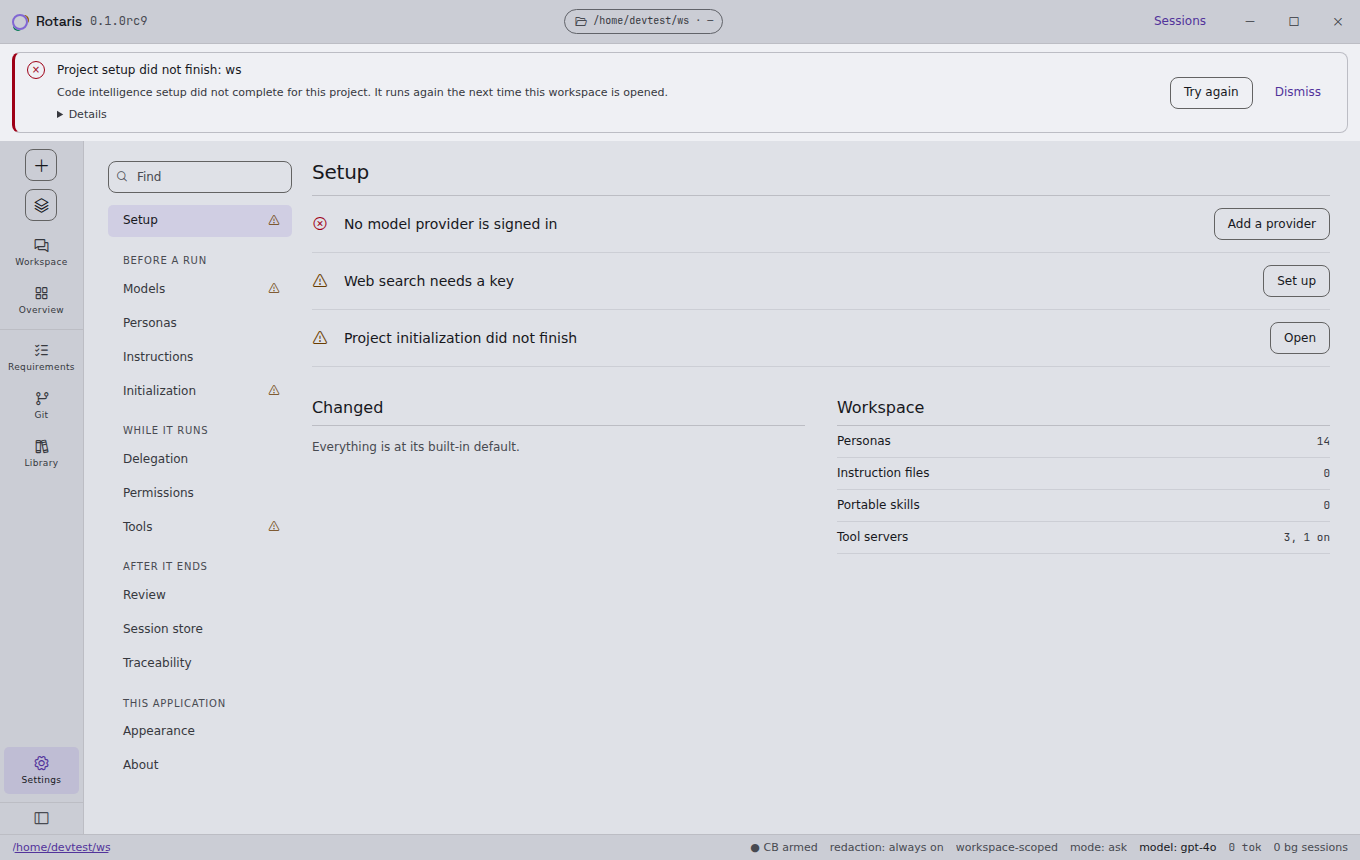 Rotaris 0.1.0rc9
/home/devtest/ws · —
Sessions
Project setup did not finish: ws
Code intelligence setup did not complete for this project. It runs again the next time this workspace is opened.
Details
Try again
Dismiss
Workspace
Overview
Requirements
Git
Library
Settings
Find
Setup
BEFORE A RUN
Models
Personas
Instructions
Initialization
WHILE IT RUNS
Delegation
Permissions
Tools
AFTER IT ENDS
Review
Session store
Traceability
THIS APPLICATION
Appearance
About
Setup
No model provider is signed in
Add a provider
Web search needs a key
Set up
Project initialization did not finish
Open
Changed
Everything is at its built-in default.
Workspace
Personas 14
Instruction files 0
Portable skills 0
Tool servers 3, 1 on
/home/devtest/ws
● CB armed redaction: always on workspace-scoped mode: ask model: gpt-4o 0 tok 0 bg sessions